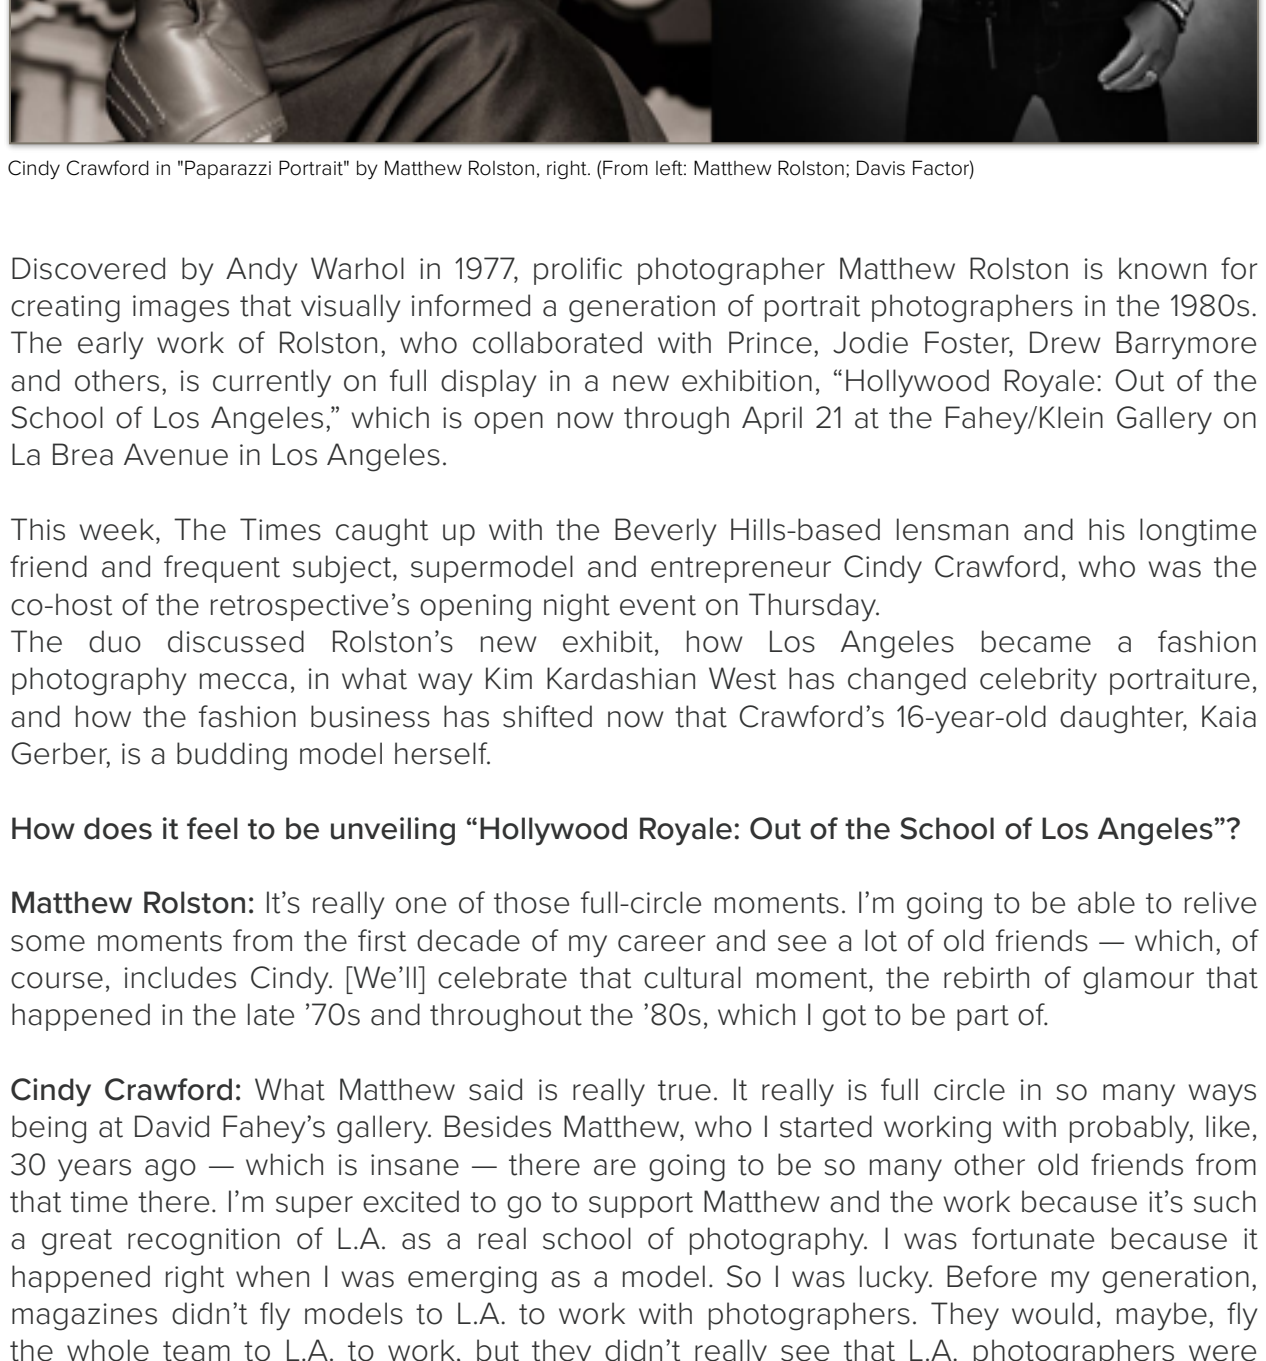 Cindy Crawford in "Paparazzi Portrait" by Matthew Rolston, right. (From left: Matthew Rolston; Davis Factor)
Discovered by Andy Warhol in 1977, prolific photographer Matthew Rolston is known for
creating images that visually informed a generation of portrait photographers in the 1980s.
The early work of Rolston, who collaborated with Prince, Jodie Foster, Drew Barrymore
and others, is currently on full display in a new exhibition, “Hollywood Royale: Out of the
School of Los Angeles,” which is open now through April 21 at the Fahey/Klein Gallery on
La Brea Avenue in Los Angeles.
This week, The Times caught up with the Beverly Hills-based lensman and his longtime
friend and frequent subject, supermodel and entrepreneur Cindy Crawford, who was the
co-host of the retrospective’s opening night event on Thursday.
The duo discussed Rolston’s new exhibit, how Los Angeles became a fashion
photography mecca, in what way Kim Kardashian West has changed celebrity portraiture,
and how the fashion business has shifted now that Crawford’s 16-year-old daughter, Kaia
Gerber, is a budding model herself.
How does it feel to be unveiling “Hollywood Royale: Out of the School of Los Angeles”?
Matthew Rolston: It’s really one of those full-circle moments. I’m going to be able to relive
some moments from the first decade of my career and see a lot of old friends — which, of
course, includes Cindy. [We’ll] celebrate that cultural moment, the rebirth of glamour that
happened in the late ’70s and throughout the ’80s, which I got to be part of.
Cindy Crawford: What Matthew said is really true. It really is full circle in so many ways
being at David Fahey’s gallery. Besides Matthew, who I started working with probably, like,
30 years ago — which is insane — there are going to be so many other old friends from
that time there. I’m super excited to go to support Matthew and the work because it’s such
a great recognition of L.A. as a real school of photography. I was fortunate because it
happened right when I was emerging as a model. So I was lucky. Before my generation,
magazines didn’t fly models to L.A. to work with photographers. They would, maybe, fly
the whole team to L.A. to work, but they didn’t really see that L.A. photographers were